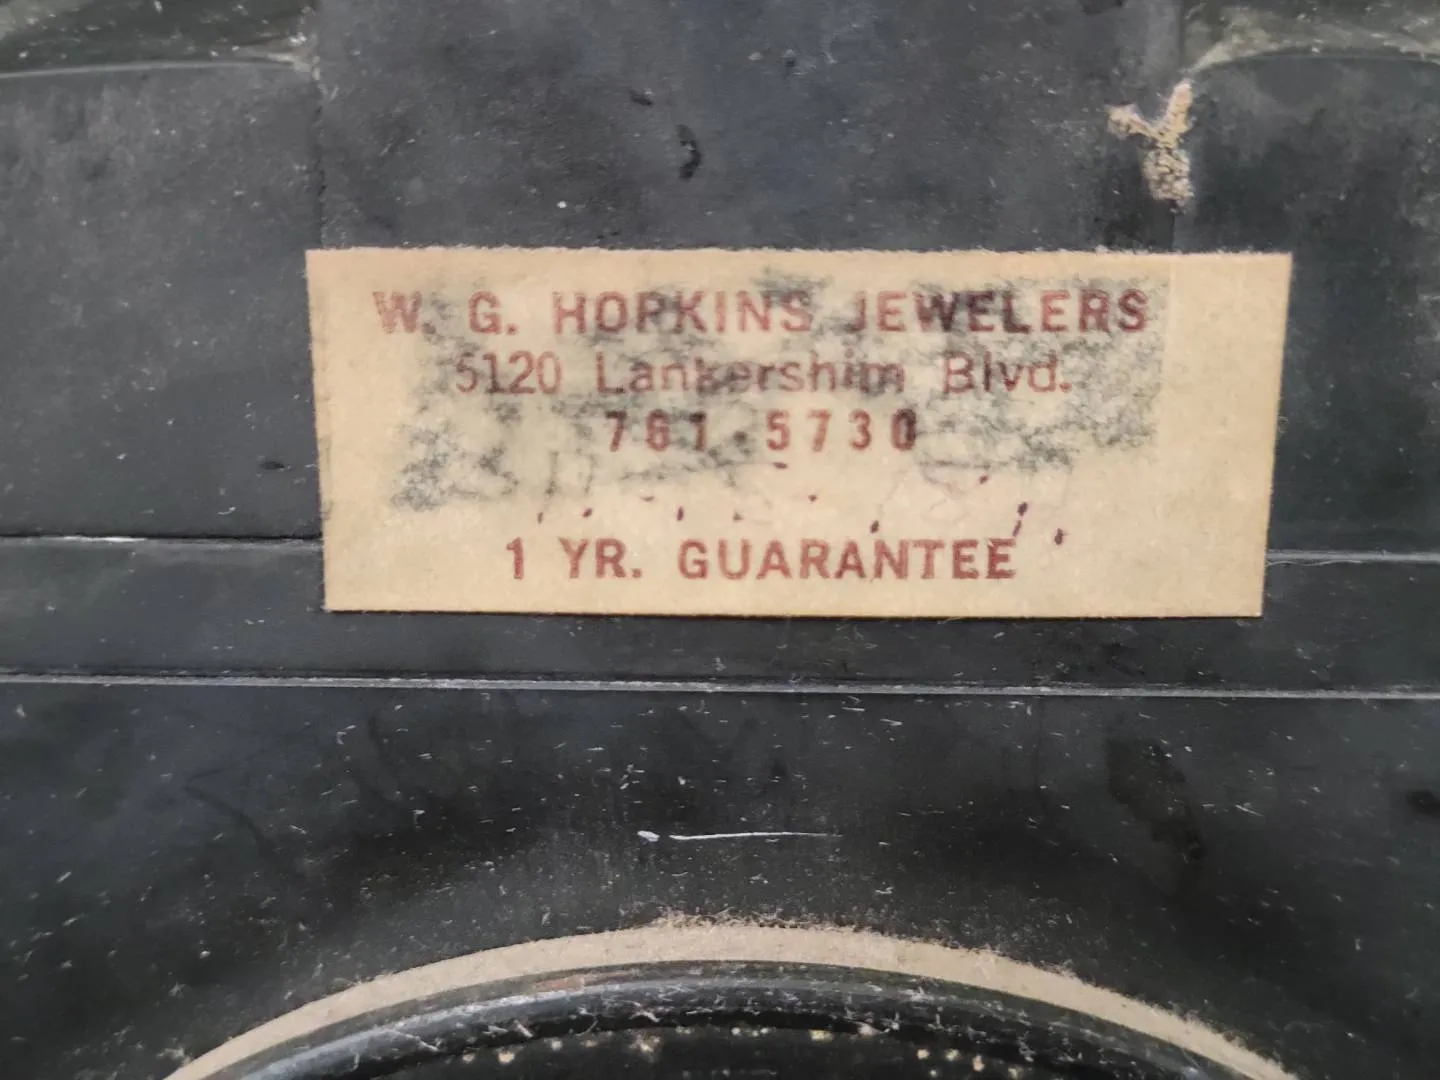 W. G. HOPKINS JEWELERS
5120 Lankershim Blvd.
761 5730
1 YR. GUARANTEE